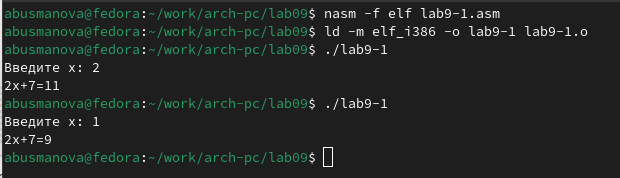 abusmanova@fedora:~/work/arch-pc/lab09$ nasm -f elf lab9-1.asm
abusmanova@fedora:~/work/arch-pc/lab09$ ld -m elf_i386 -o lab9-1 lab9-1.o
abusmanova@fedora:~/work/arch-pc/lab09$ ./lab9-1
Введите x: 2
2x+7=11
abusmanova@fedora:~/work/arch-pc/lab09$ ./lab9-1
Введите x: 1
2x+7=9
abusmanova@fedora:~/work/arch-pc/lab09$